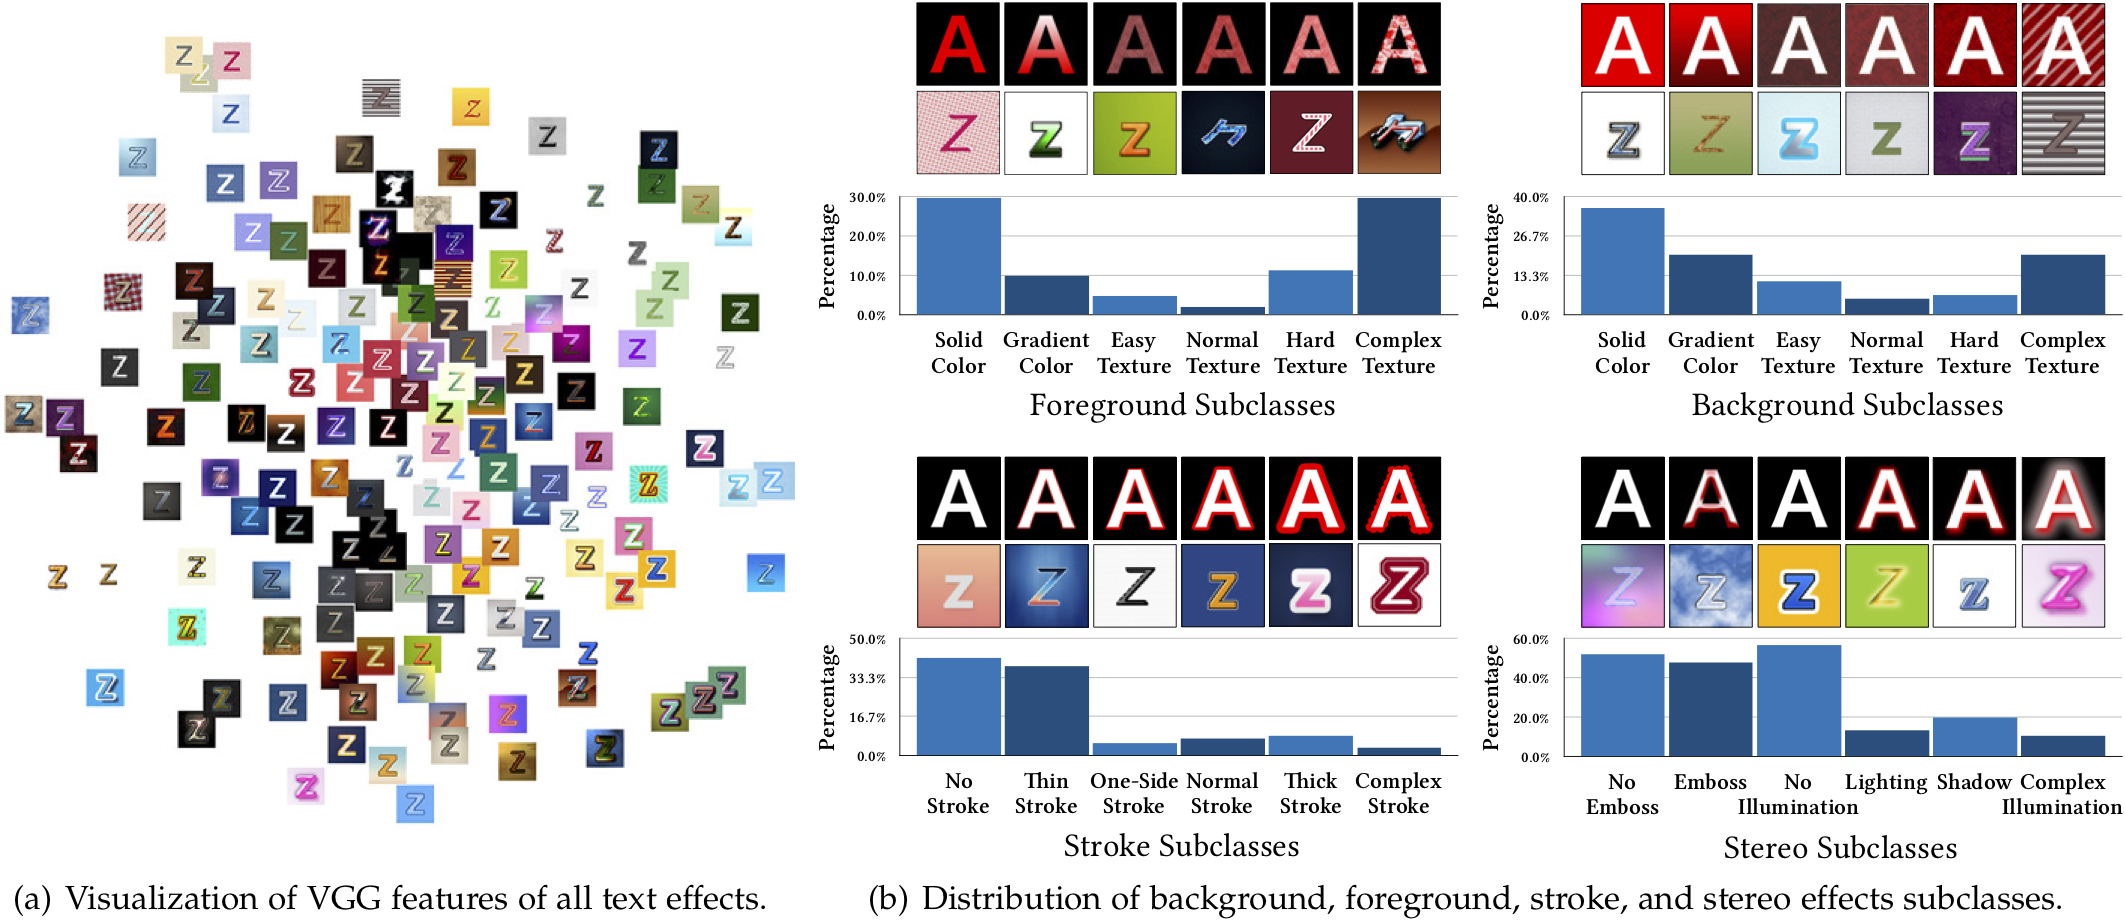 A A A A A A
Z Z Z Z
30.0%
20.0%
10.0%
0.0%
Percentage
Solid Color
Gradient Color
Easy Texture
Normal Texture
Hard Texture
Complex Texture
Foreground Subclasses
A A A A A A
Z Z Z Z Z Z
40.0%
26.7%
13.3%
0.0%
Percentage
Solid Color
Gradient Color
Easy Texture
Normal Texture
Hard Texture
Complex Texture
Background Subclasses
A A A A A A
Z Z Z Z Z Z
50.0%
33.3%
16.7%
0.0%
Percentage
No Stroke
Thin Stroke
One-Side Stroke
Normal Stroke
Thick Stroke
Complex Stroke
Stroke Subclasses
A A A A A A
Z Z Z Z Z Z
60.0%
40.0%
20.0%
0.0%
Percentage
No Emboss
Emboss
No Illumination
Lighting
Shadow
Complex Illumination
Stereo Subclasses
(a) Visualization of VGG features of all text effects.
(b) Distribution of background, foreground, stroke, and stereo effects subclasses.